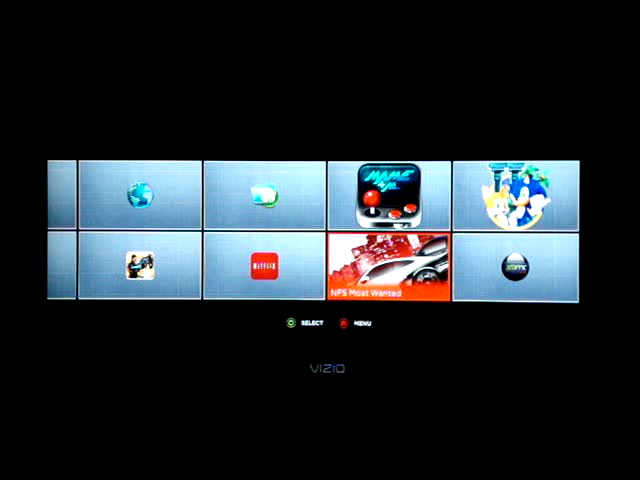 MAME
NETFLIX
NFS Most Wanted
XBMC
SELECT
MENU
VIZIO